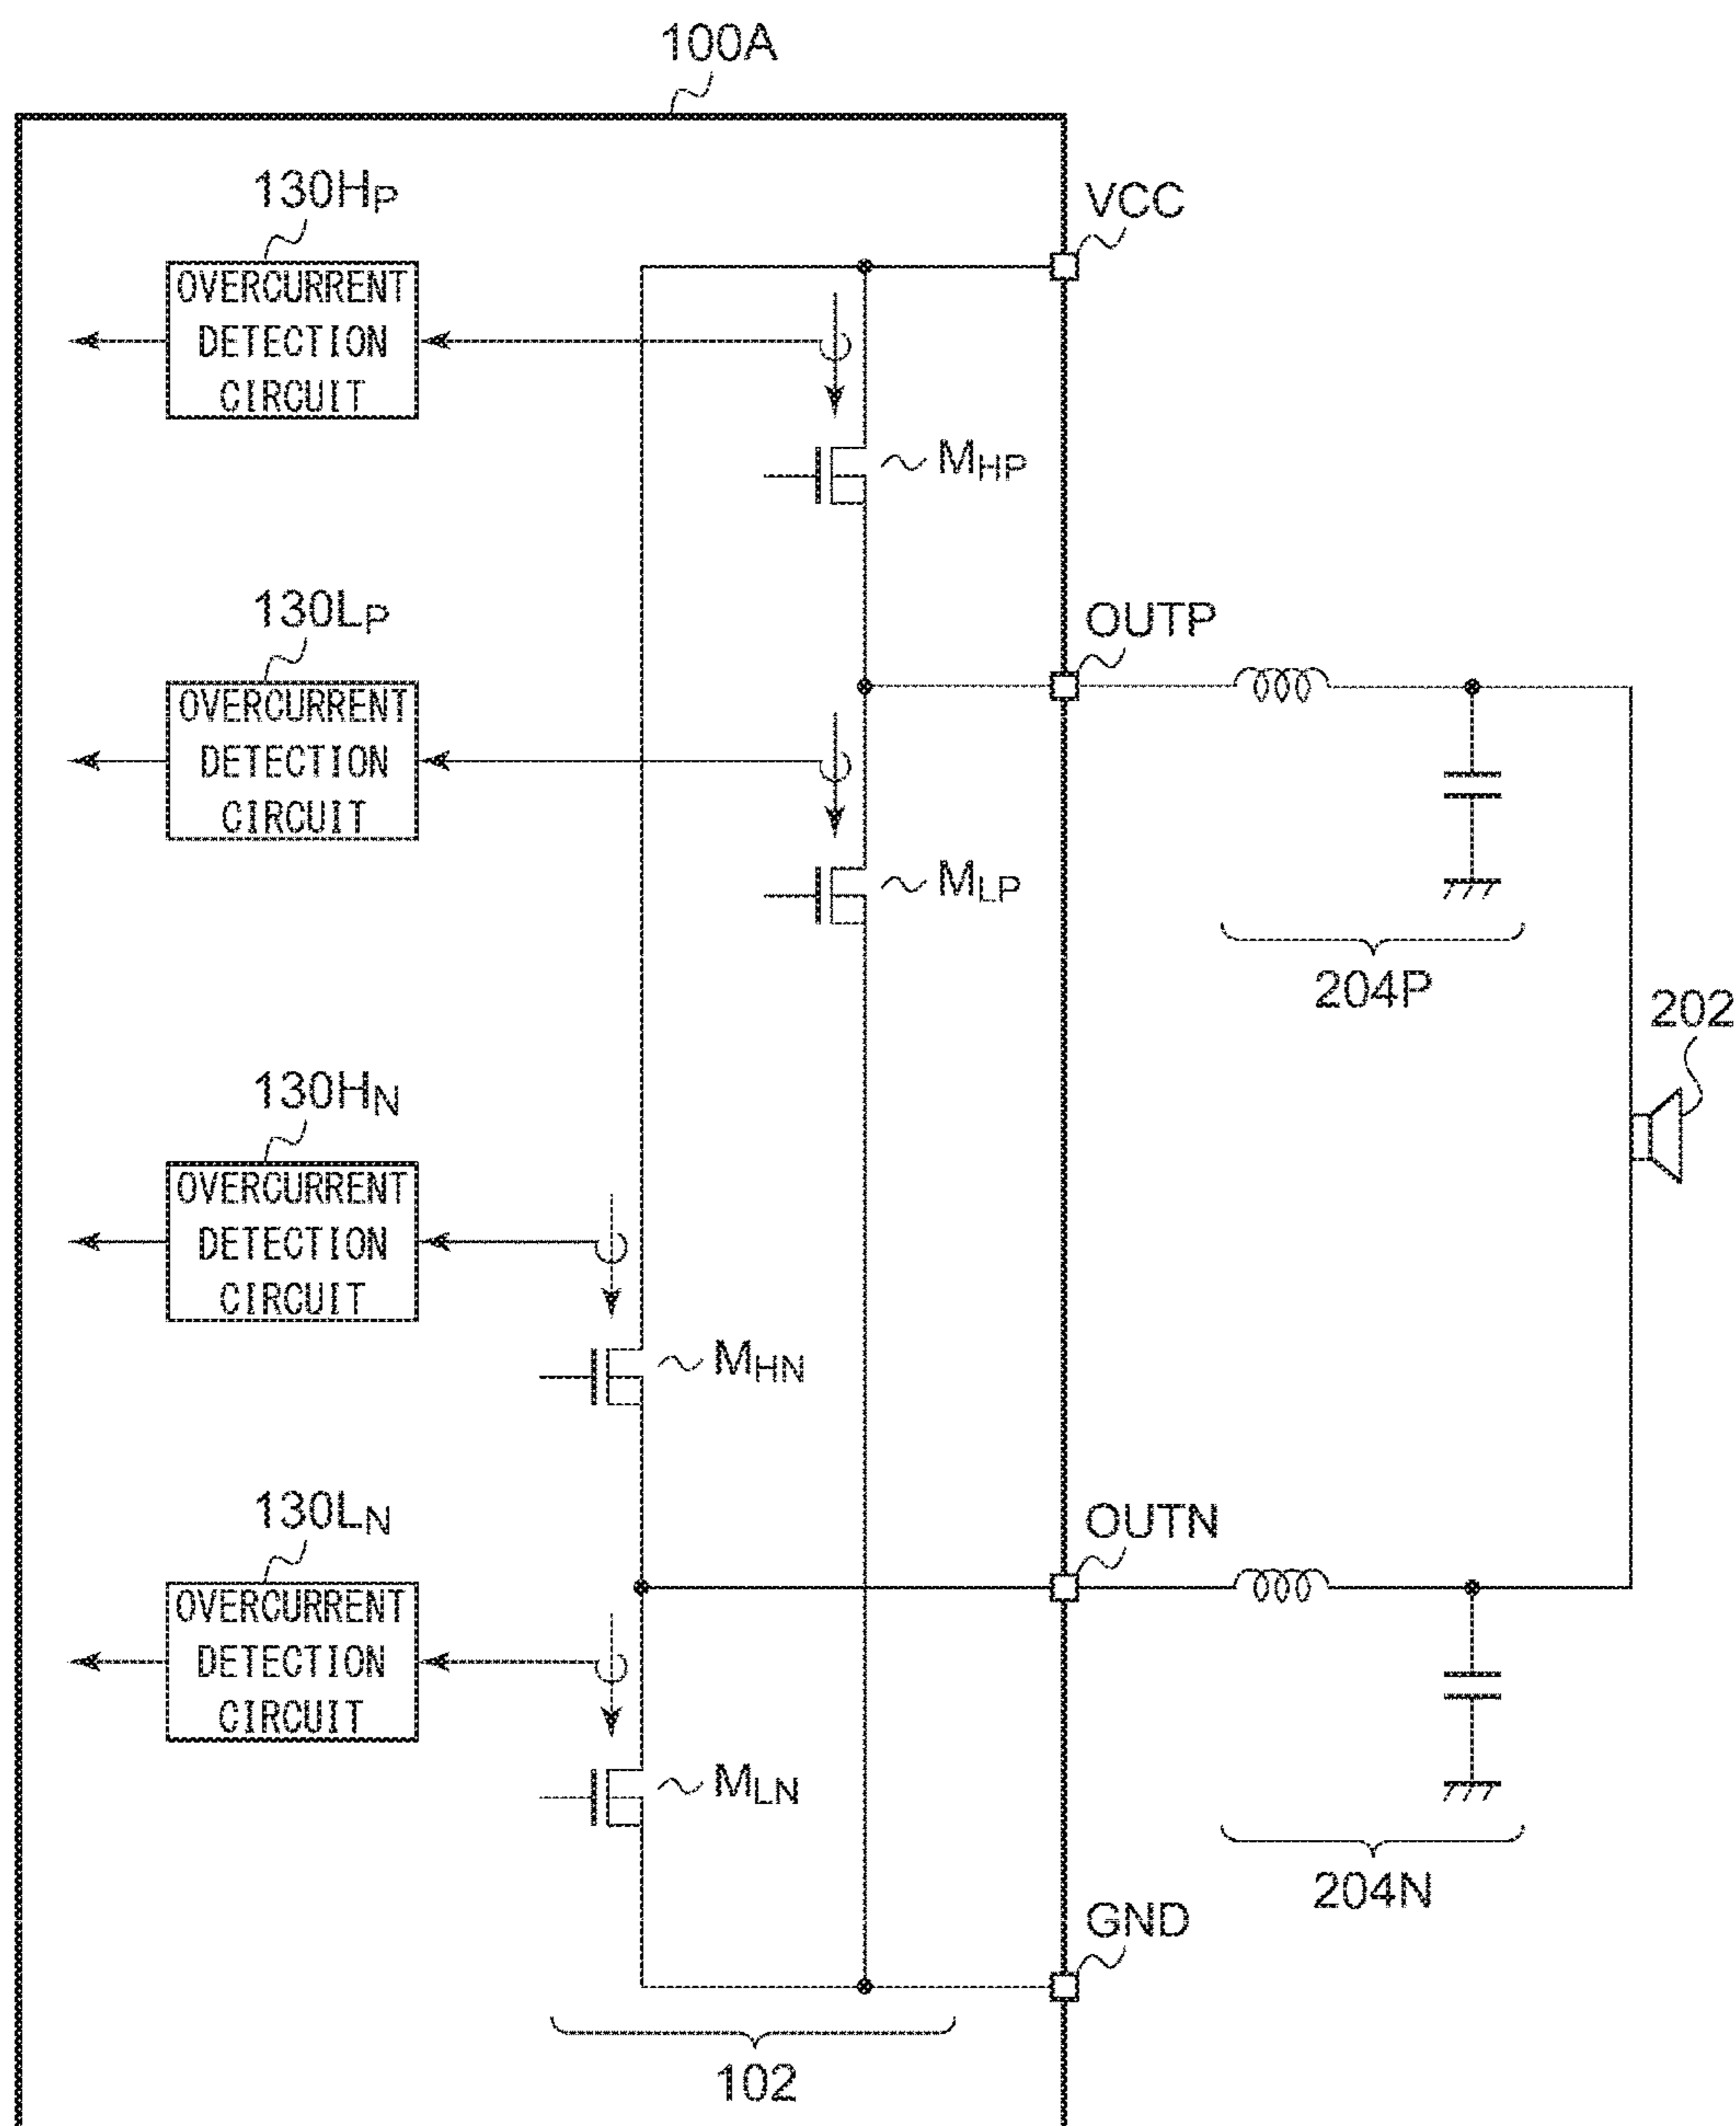 100A
130HP
VCC
OVERCURRENT
DETECTION
CIRCUIT
MHP
130LP
OUTP
OVERCURRENT
DETECTION
CIRCUIT
MLP
204P
202
130HN
OVERCURRENT
DETECTION
CIRCUIT
MHN
130LN
OUTN
OVERCURRENT
DETECTION
CIRCUIT
MLN
204N
GND
102